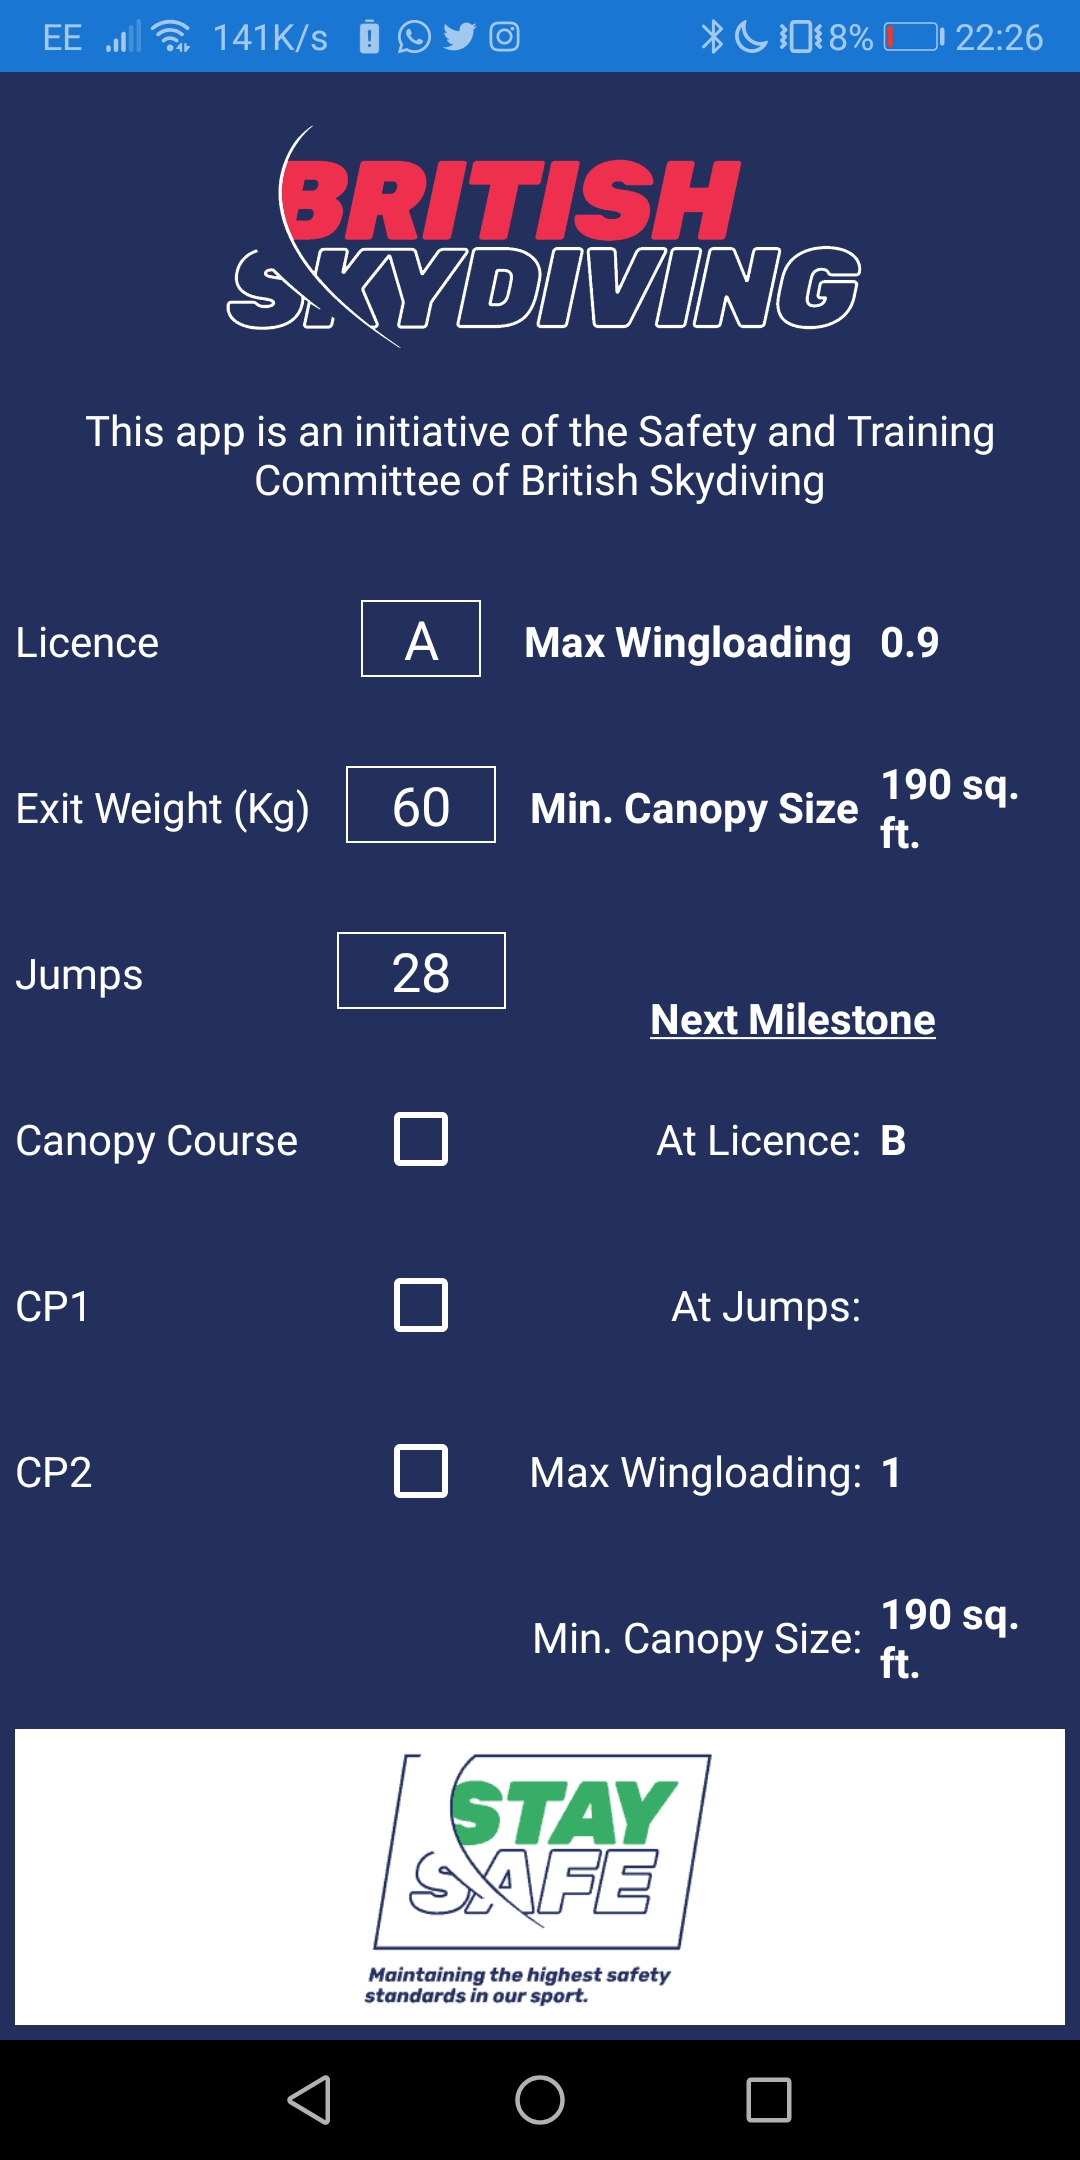 EE 141K/s 8% 22:26
BRITISH
SKYDIVING
This app is an initiative of the Safety and Training
Committee of British Skydiving
Licence A Max Wingloading 0.9
Exit Weight (Kg) 60 Min. Canopy Size 190 sq.
ft.
Jumps 28
Next Milestone
Canopy Course At Licence: B
CP1 At Jumps:
CP2 Max Wingloading: 1
Min. Canopy Size: 190 sq.
ft.
STAY
SAFE
Maintaining the highest safety
standards in our sport.